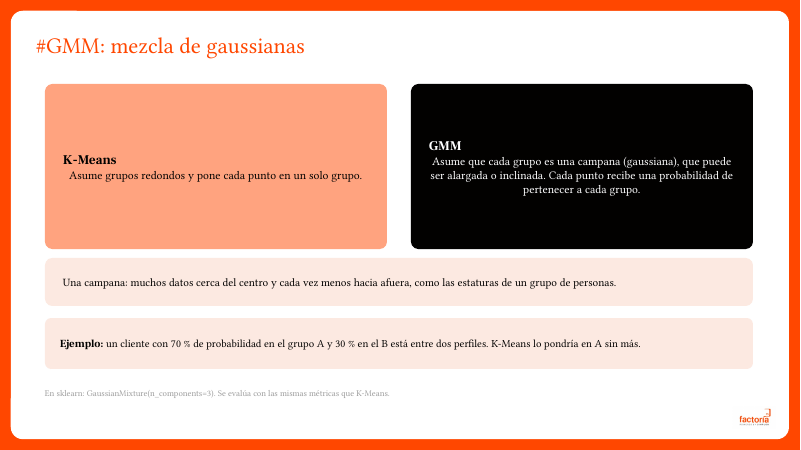 #GMM: mezcla de gaussianas
K-Means
Asume grupos redondos y pone cada punto en un solo grupo.
GMM
Asume que cada grupo es una campana (gaussiana), que puede
ser alargada o inclinada. Cada punto recibe una probabilidad de
pertenecer a cada grupo.
Una campana: muchos datos cerca del centro y cada vez menos hacia afuera, como las estaturas de un grupo de personas.
Ejemplo: un cliente con 70 % de probabilidad en el grupo A y 30 % en el B está entre dos perfiles. K-Means lo pondría en A sin más.
En sklearn: GaussianMixture(n_components=3). Se evalúa con las mismas métricas que K-Means.
factoría